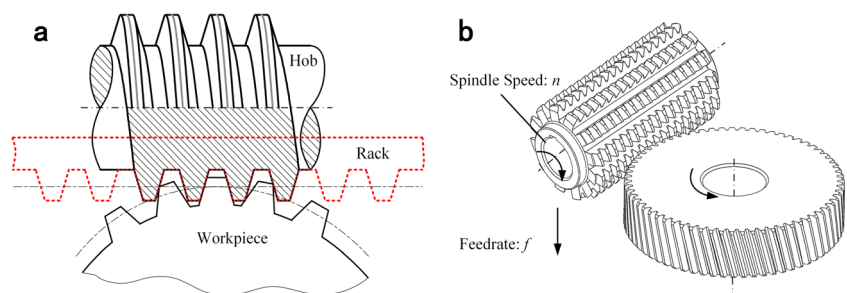 a
Hob
Rack
Workpiece
b
Spindle Speed: n
Feedrate: f